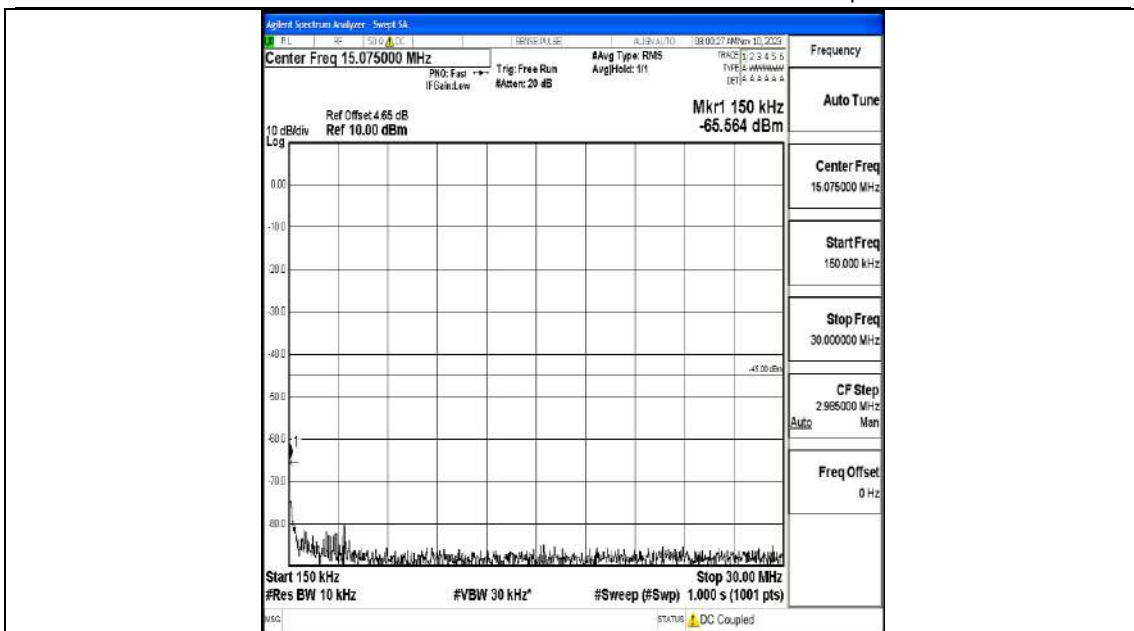 Agilent Spectrum Analyzer - Swept SA
RL RF 50 Ω DC SENSE:PULSE ALIGN AUTO 03:00:27 AM Nov 10, 2023
Center Freq 15.075000 MHz
PNO: Fast
IFGain:Low
Trig: Free Run
#Atten: 20 dB
#Avg Type: RMS
Avg|Hold: 1/1
TRACE 1 2 3 4 5 6
TYPE A WWWWW
DET A A A A A A
Frequency
Mkr1 150 kHz
-65.564 dBm
Ref Offset 4.65 dB
Ref 10.00 dBm
10 dB/div
Log
0.00
-10.0
-20.0
-30.0
-40.0
-50.0
-60.0
-70.0
-80.0
-45.00 dBm
1
Start 150 kHz
Stop 30.00 MHz
#Res BW 10 kHz
#VBW 30 kHz*
#Sweep (#Swp) 1.000 s (1001 pts)
MSG
STATUS DC Coupled
Auto Tune
Center Freq
15.075000 MHz
Start Freq
150.000 kHz
Stop Freq
30.000000 MHz
CF Step
2.985000 MHz
Auto Man
Freq Offset
0 Hz